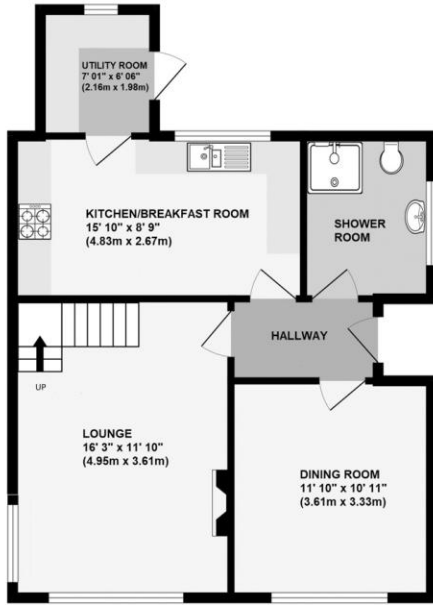 UTILITY ROOM
7' 01" x 6' 06"
(2.16m x 1.98m)
KITCHEN/BREAKFAST ROOM
15' 10" x 8' 9"
(4.83m x 2.67m)
SHOWER
ROOM
HALLWAY
UP
LOUNGE
16' 3" x 11' 10"
(4.95m x 3.61m)
DINING ROOM
11' 10" x 10' 11"
(3.61m x 3.33m)